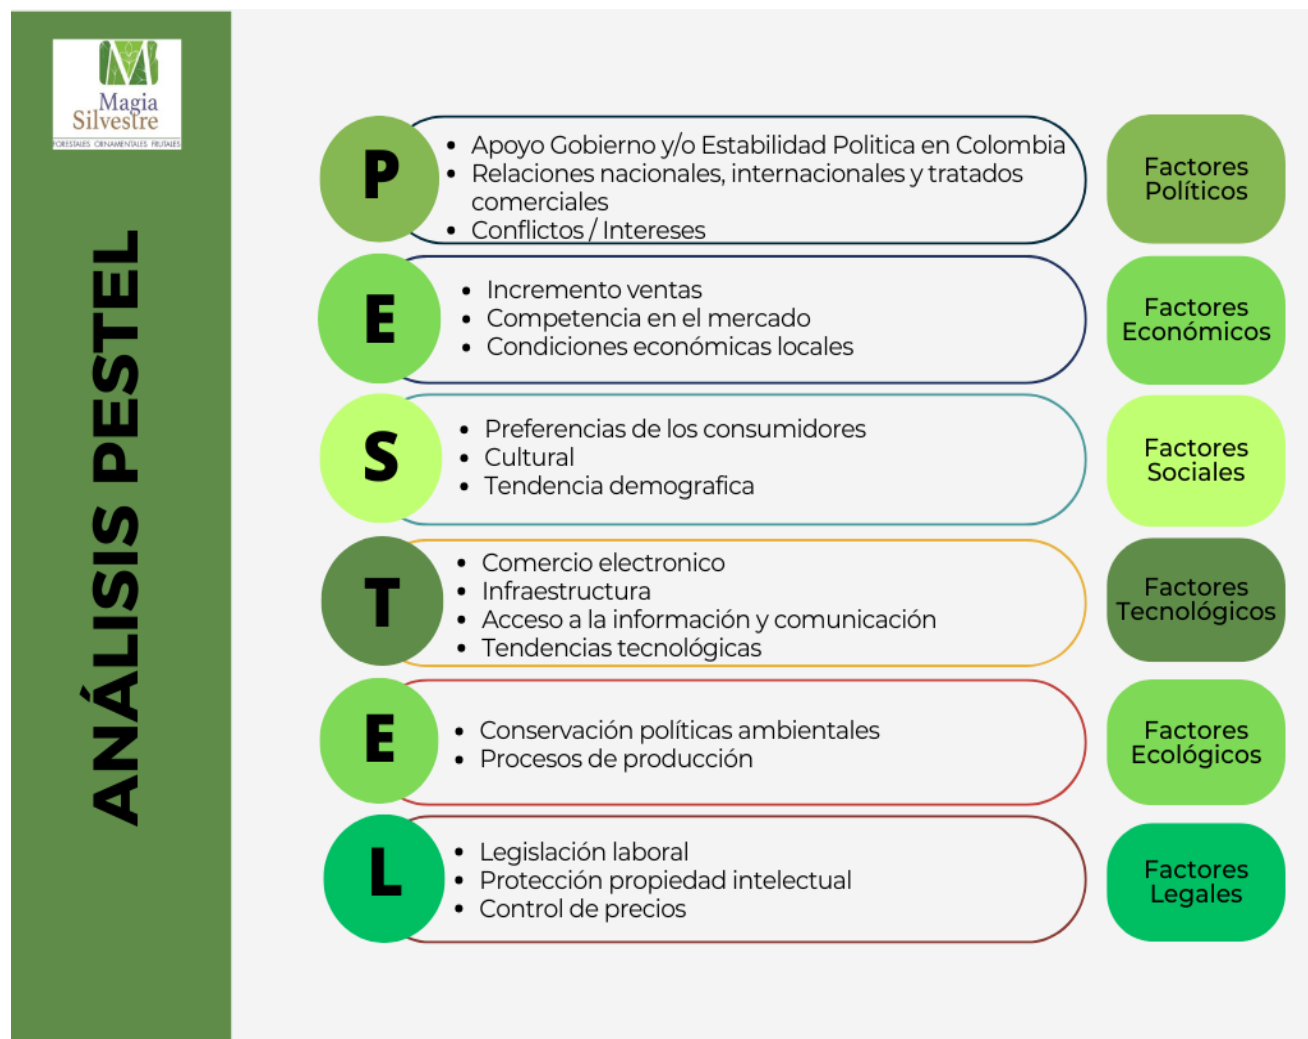 M
Magia
Silvestre
FORESTALES ORNAMENTALES FRUTALES
ANÁLISIS PESTEL
P
• Apoyo Gobierno y/o Estabilidad Politica en Colombia
• Relaciones nacionales, internacionales y tratados
comerciales
• Conflictos / Intereses
Factores
Políticos
E
• Incremento ventas
• Competencia en el mercado
• Condiciones económicas locales
Factores
Económicos
S
• Preferencias de los consumidores
• Cultural
• Tendencia demografica
Factores
Sociales
T
• Comercio electronico
• Infraestructura
• Acceso a la información y comunicación
• Tendencias tecnológicas
Factores
Tecnológicos
E
• Conservación políticas ambientales
• Procesos de producción
Factores
Ecológicos
L
• Legislación laboral
• Protección propiedad intelectual
• Control de precios
Factores
Legales